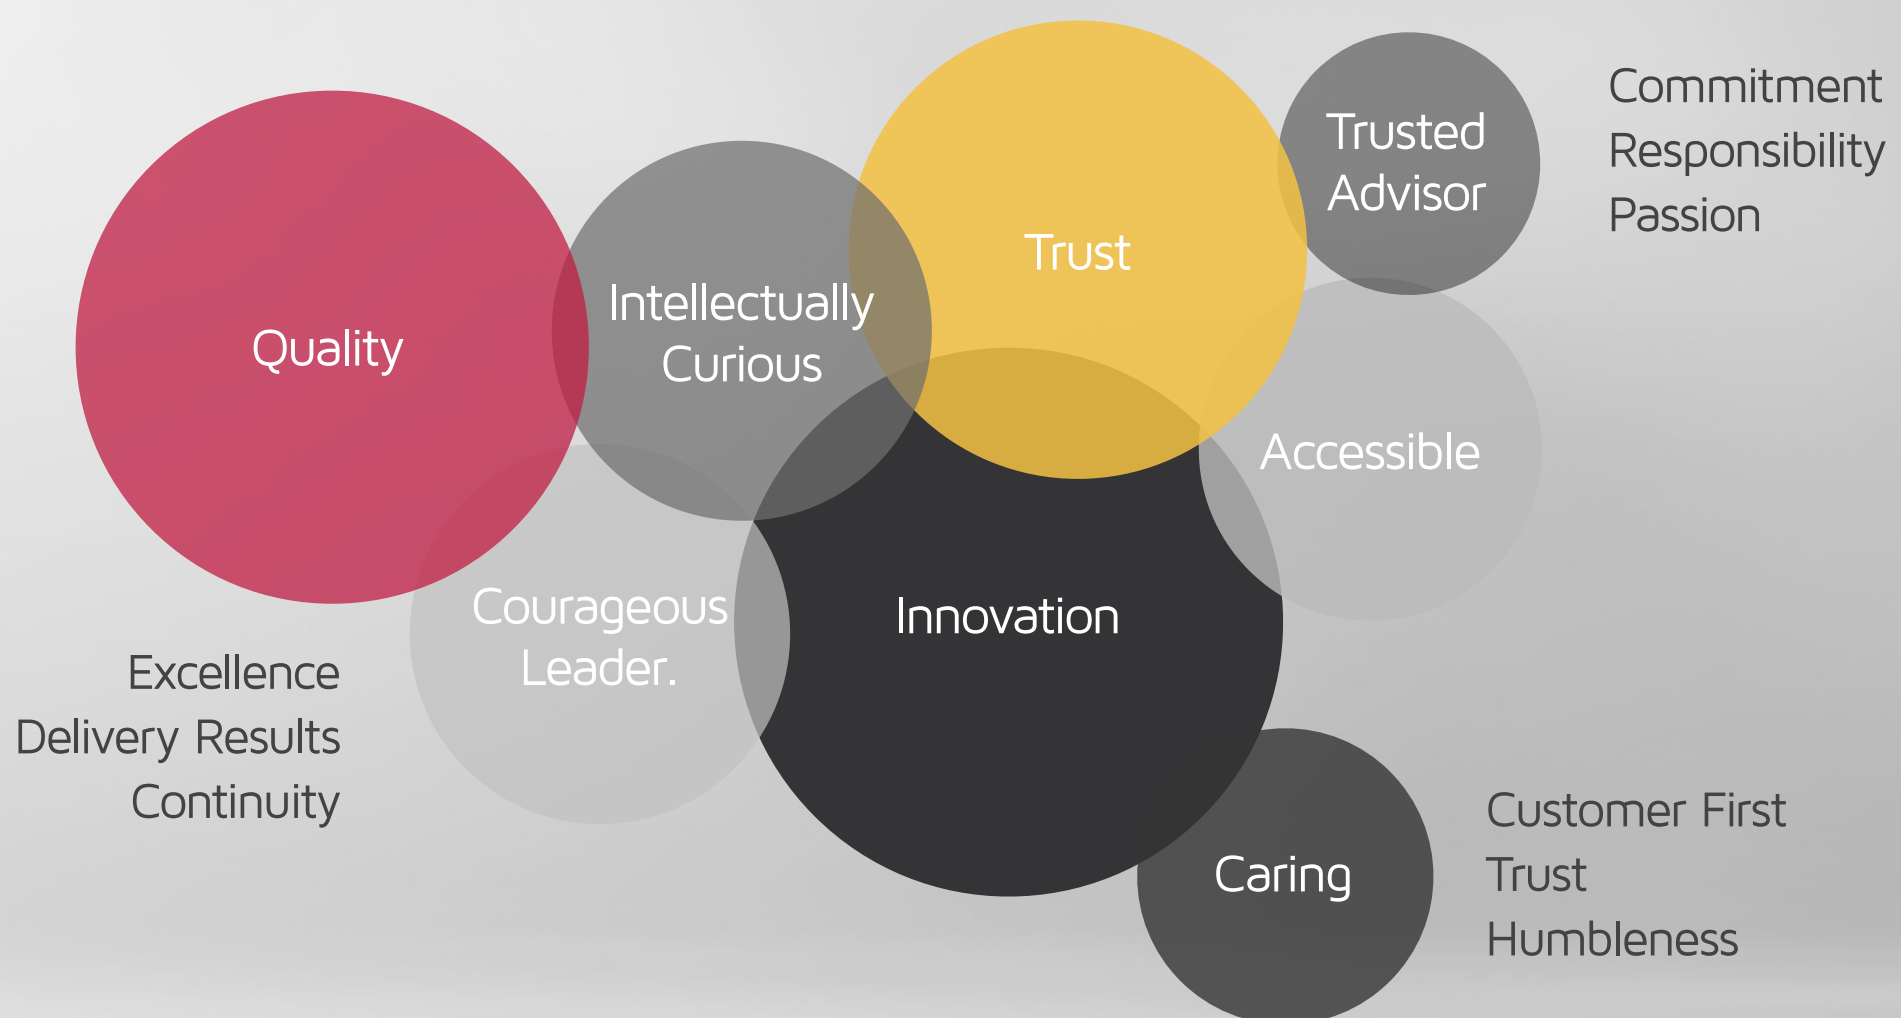 Quality
Intellectually
Curious
Trust
Trusted
Advisor
Commitment
Responsibility
Passion
Accessible
Courageous
Leader.
Innovation
Excellence
Delivery Results
Continuity
Caring
Customer First
Trust
Humbleness